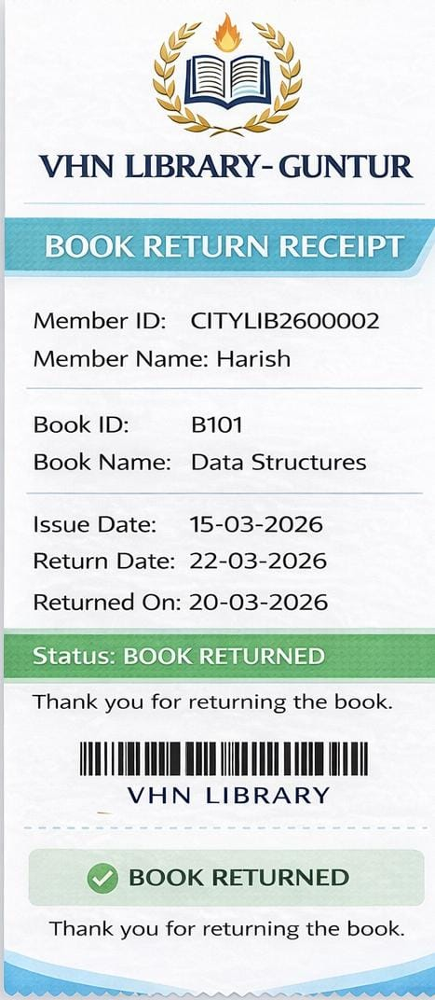 VHN LIBRARY-GUNTUR
BOOK RETURN RECEIPT
Member ID: CITYLIB2600002
Member Name: Harish
Book ID: B101
Book Name: Data Structures
Issue Date: 15-03-2026
Return Date: 22-03-2026
Returned On: 20-03-2026
Status: BOOK RETURNED
Thank you for returning the book.
VHN LIBRARY
BOOK RETURNED
Thank you for returning the book.